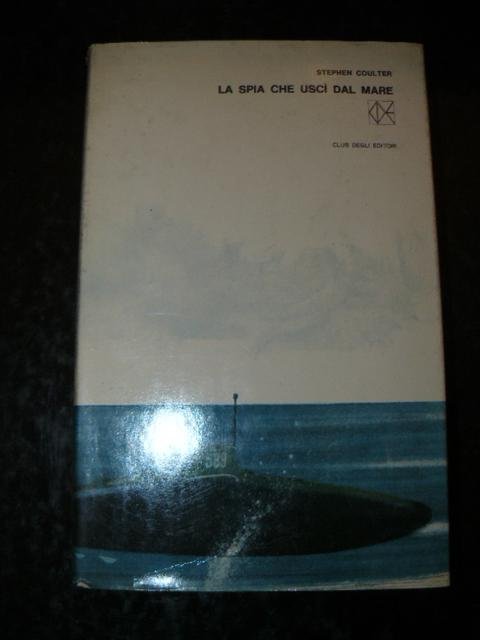 STEPHEN COULTER
LA SPIA CHE USCÌ DAL MARE
CLUB DEGLI EDITORI